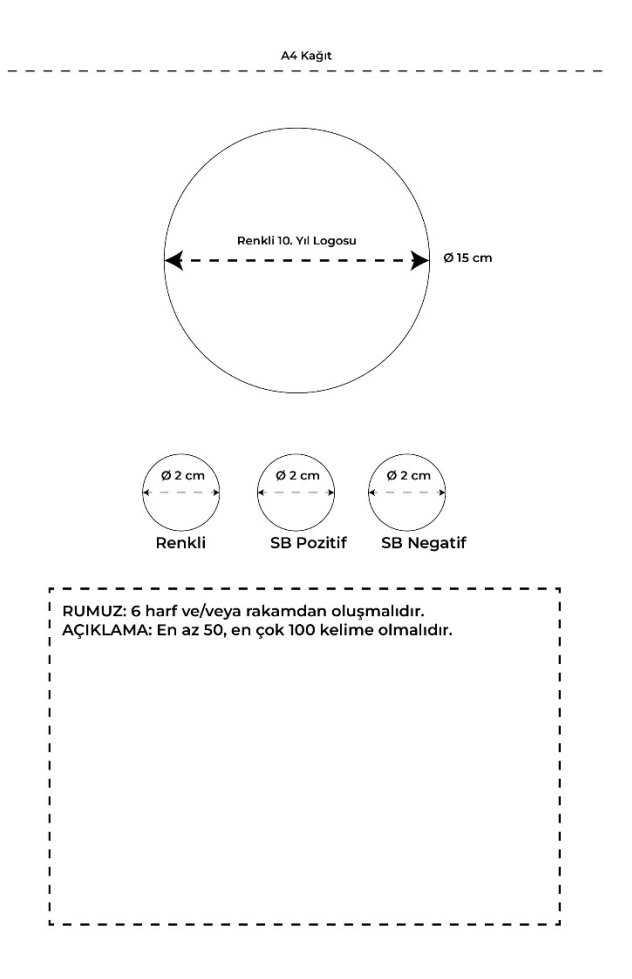 A4 Kağıt
Renkli 10. Yıl Logosu
Ø 15 cm
Ø 2 cm
Ø 2 cm
Ø 2 cm
Renkli
SB Pozitif
SB Negatif
RUMUZ: 6 harf ve/veya rakamdan oluşmalıdır.
AÇIKLAMA: En az 50, en çok 100 kelime olmalıdır.